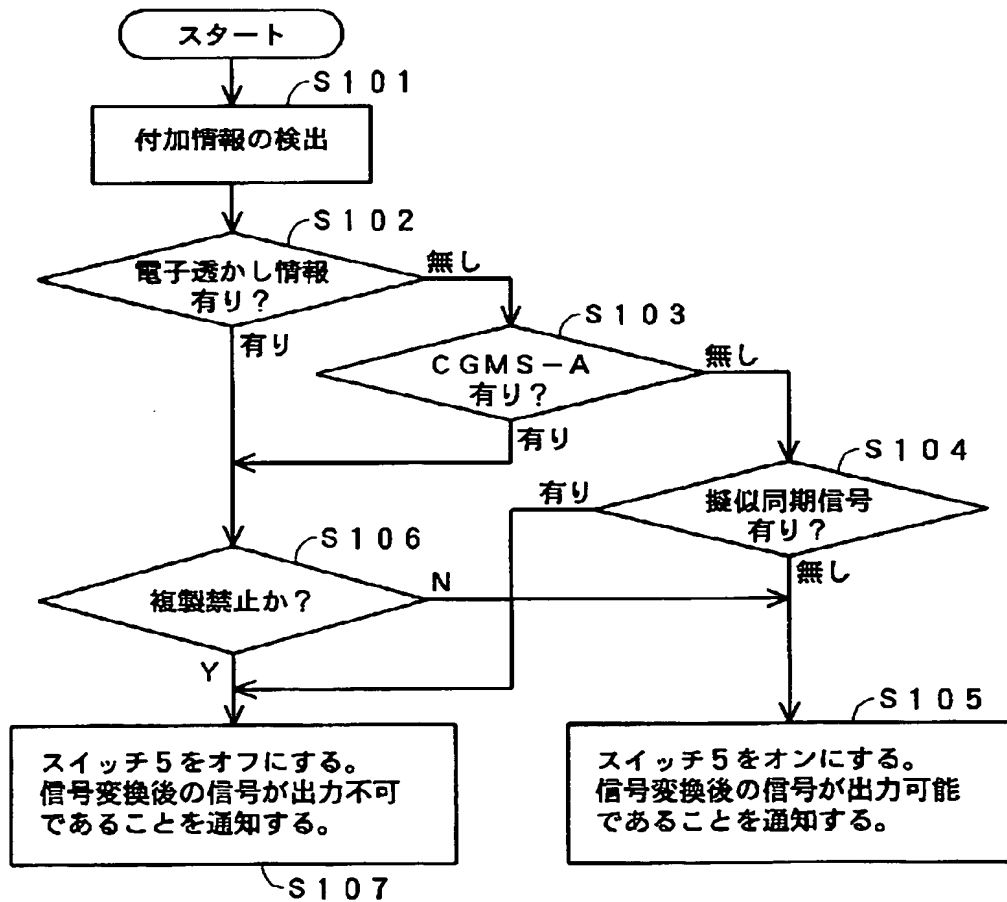 スタート
S101
付加情報の検出
S102
電子透かし情報
有り？
無し
有り
S103
CGMS－A
有り？
無し
有り
S104
擬似同期信号
有り？
有り
無し
S106
複製禁止か？
N
Y
S105
スイッチ5をオンにする。
信号変換後の信号が出力可能
であることを通知する。
スイッチ5をオフにする。
信号変換後の信号が出力不可
であることを通知する。
S107